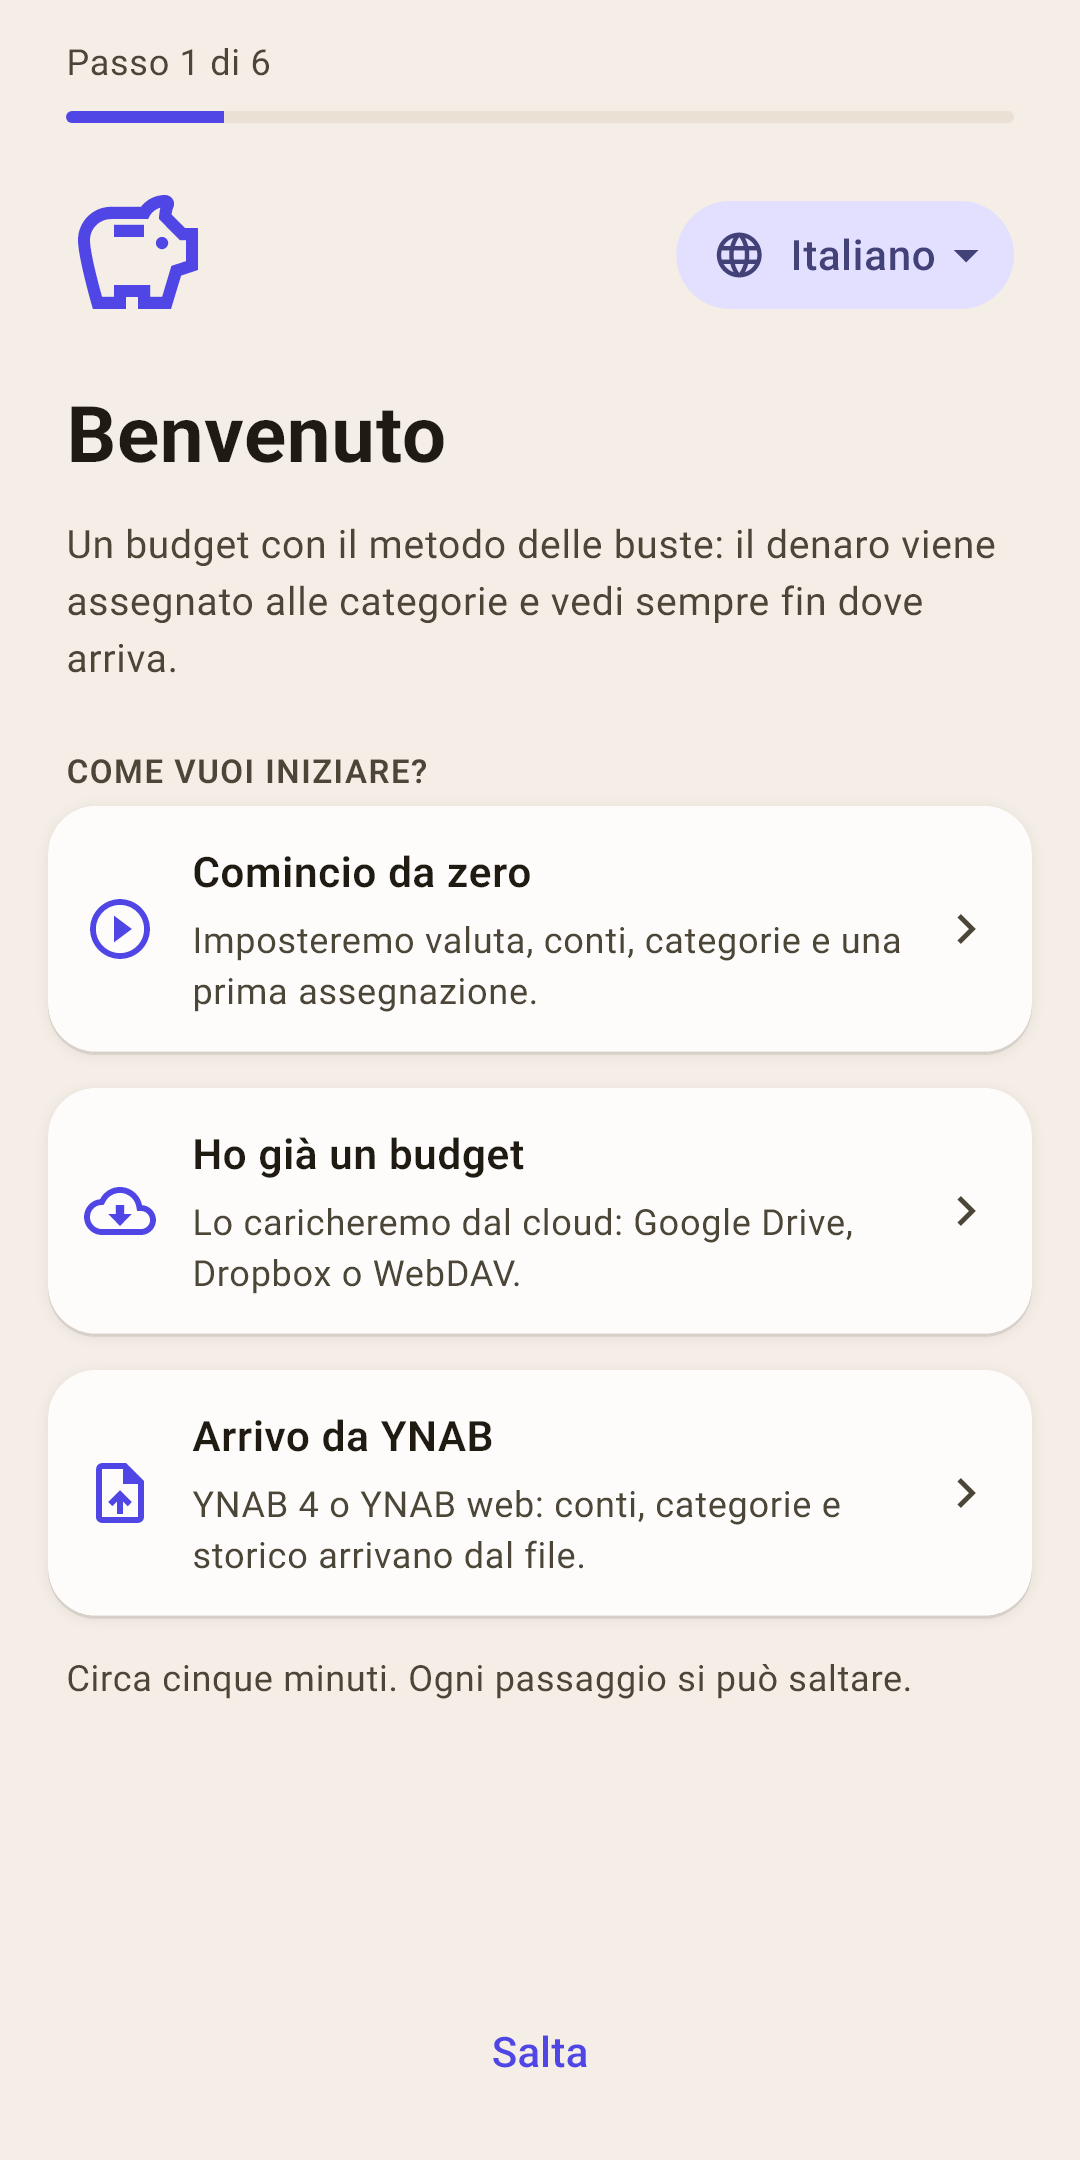 Passo 1 di 6
Italiano
Benvenuto
Un budget con il metodo delle buste: il denaro viene
assegnato alle categorie e vedi sempre fin dove
arriva.
COME VUOI INIZIARE?
Comincio da zero
Imposteremo valuta, conti, categorie e una
prima assegnazione.
Ho già un budget
Lo caricheremo dal cloud: Google Drive,
Dropbox o WebDAV.
Arrivo da YNAB
YNAB 4 o YNAB web: conti, categorie e
storico arrivano dal file.
Circa cinque minuti. Ogni passaggio si può saltare.
Salta